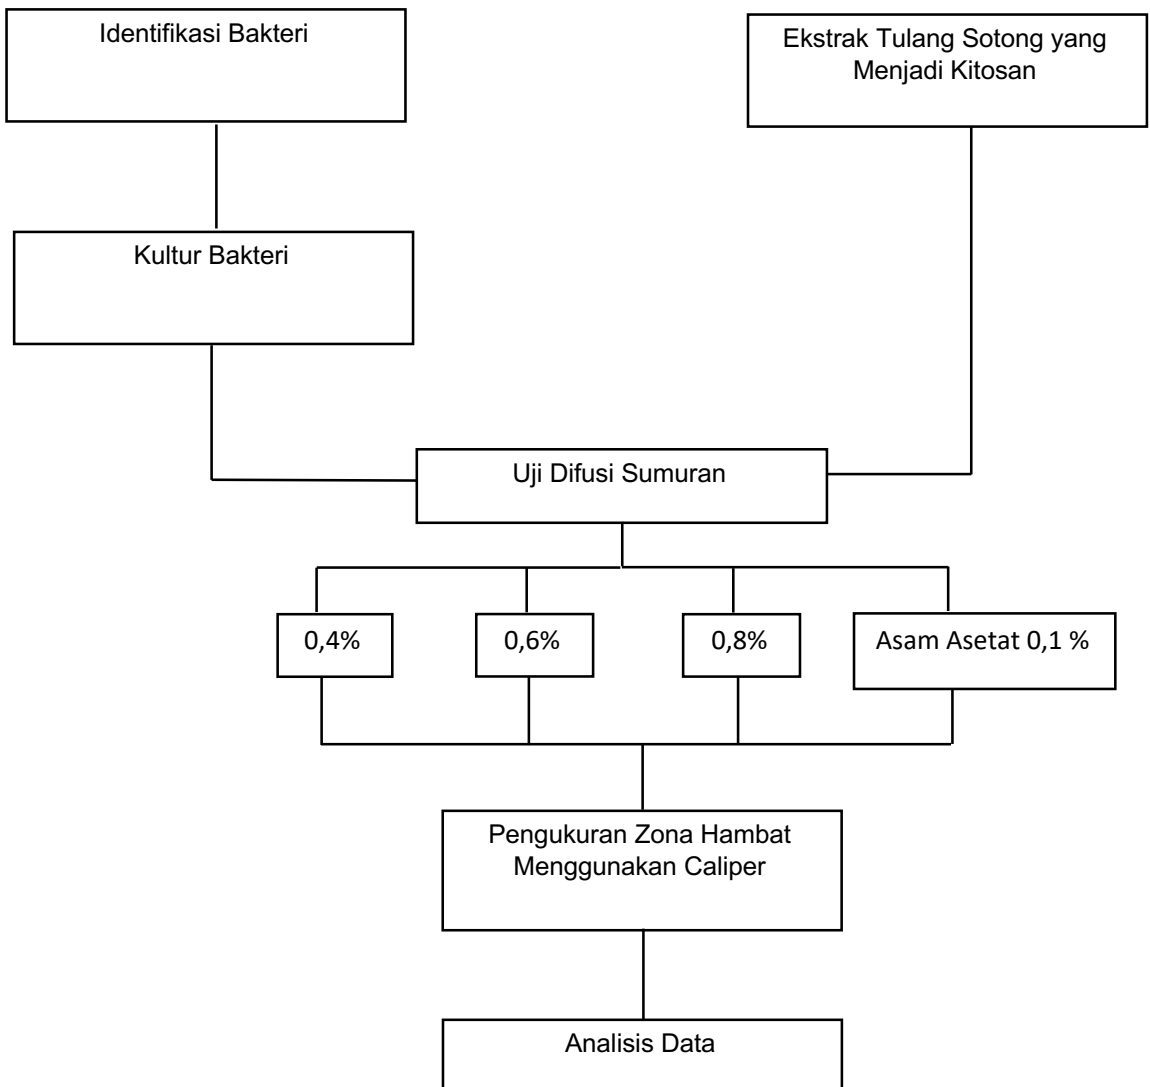 Identifikasi Bakteri
Ekstrak Tulang Sotong yang
Menjadi Kitosan
Kultur Bakteri
Uji Difusi Sumuran
0,4%
0,6%
0,8%
Asam Asetat 0,1 %
Pengukuran Zona Hambat
Menggunakan Caliper
Analisis Data